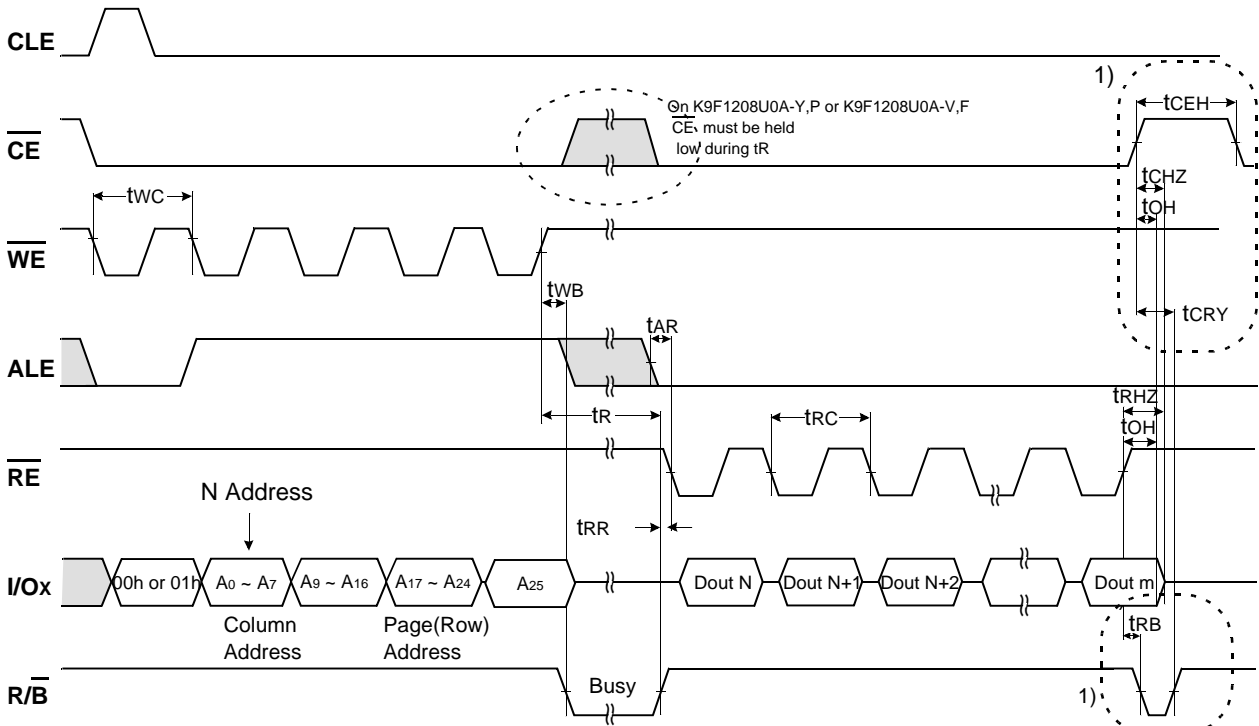 CLE
1)
tCEH
On K9F1208U0A-Y,P or K9F1208U0A-V,F
CE must be held
low during tR
CE
tCHZ
tOH
tWC
WE
tWB
tCRY
tAR
ALE
tR
tRC
tRHZ
tOH
RE
N Address
tRR
I/Ox
00h or 01h
A0 ~ A7
A9 ~ A16
A17 ~ A24
A25
Dout N
Dout N+1
Dout N+2
Dout m
Column
Address
Page(Row)
Address
tRB
Busy
1)
R/B